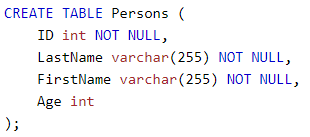 CREATE TABLE Persons (
    ID int NOT NULL,
    LastName varchar(255) NOT NULL,
    FirstName varchar(255) NOT NULL,
    Age int
);